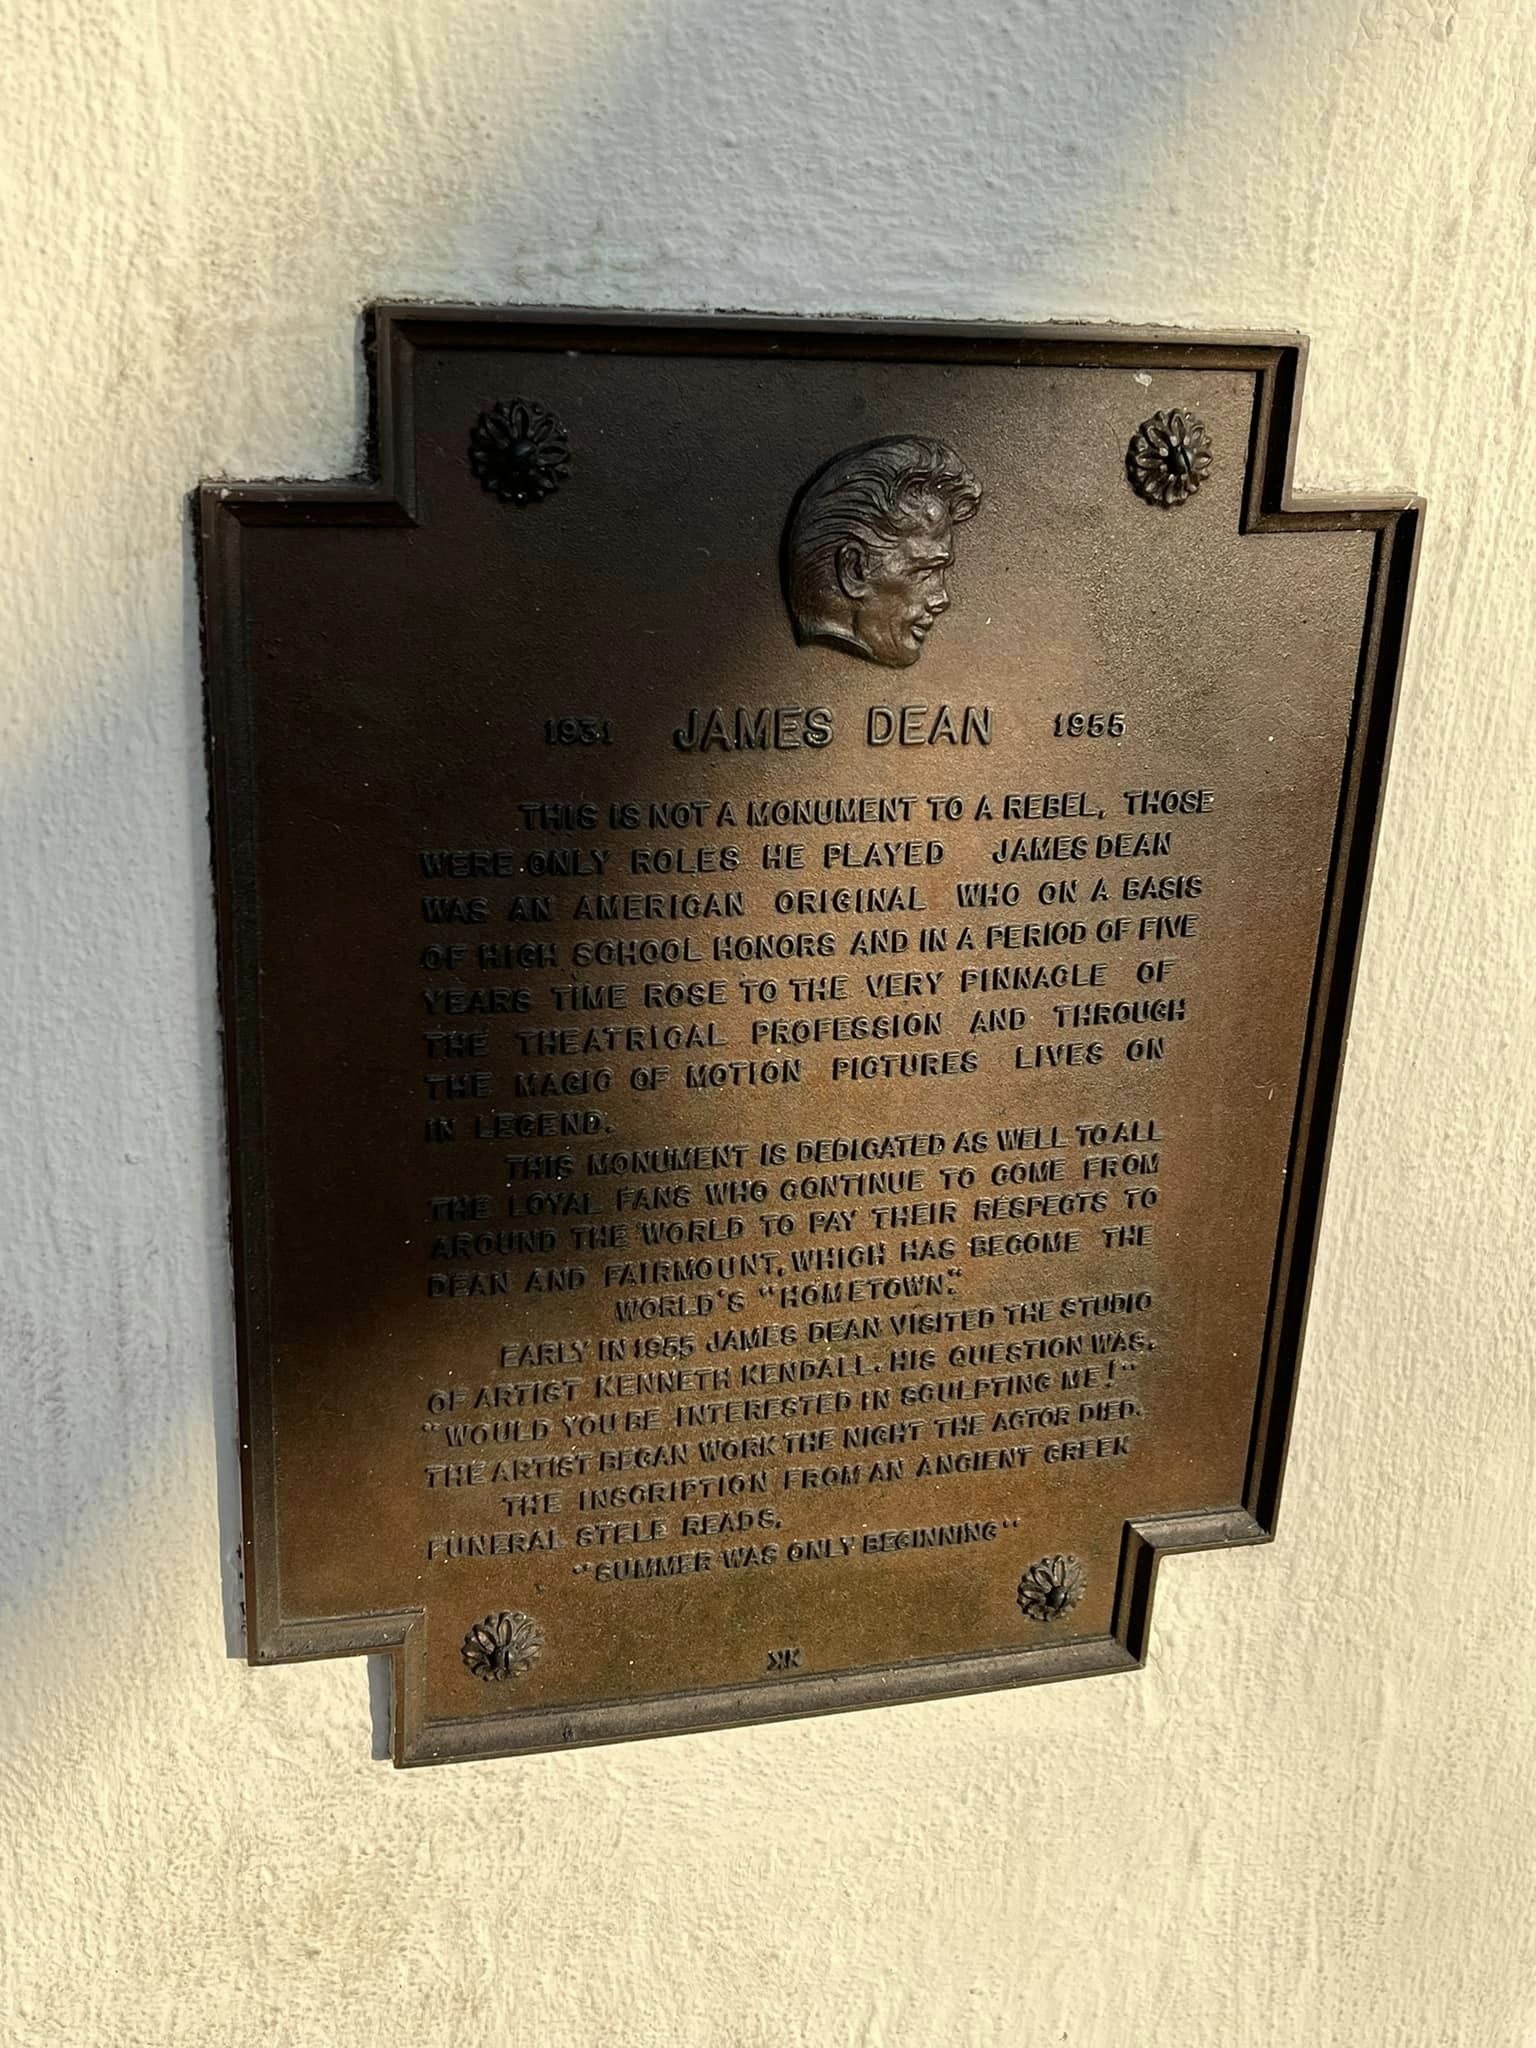 1931 JAMES DEAN 1955
THIS IS NOT A MONUMENT TO A REBEL, THOSE
WERE ONLY ROLES HE PLAYED JAMES DEAN
WAS AN AMERICAN ORIGINAL WHO ON A BASIS
OF HIGH SCHOOL HONORS AND IN A PERIOD OF FIVE
YEARS TIME ROSE TO THE VERY PINNACLE OF
THE THEATRICAL PROFESSION AND THROUGH
THE MAGIC OF MOTION PICTURES LIVES ON
IN LEGEND.
THIS MONUMENT IS DEDICATED AS WELL TO ALL
THE LOYAL FANS WHO CONTINUE TO COME FROM
AROUND THE WORLD TO PAY THEIR RESPECTS TO
DEAN AND FAIRMOUNT, WHICH HAS BECOME THE
WORLD'S "HOMETOWN."
EARLY IN 1955 JAMES DEAN VISITED THE STUDIO
OF ARTIST KENNETH KENDALL. HIS QUESTION WAS,
"WOULD YOU BE INTERESTED IN SCULPTING ME!"
THE ARTIST BEGAN WORK THE NIGHT THE ACTOR DIED.
THE INSCRIPTION FROM AN ANCIENT GREEK
FUNERAL STELE READS,
"SUMMER WAS ONLY BEGINNING"
KK